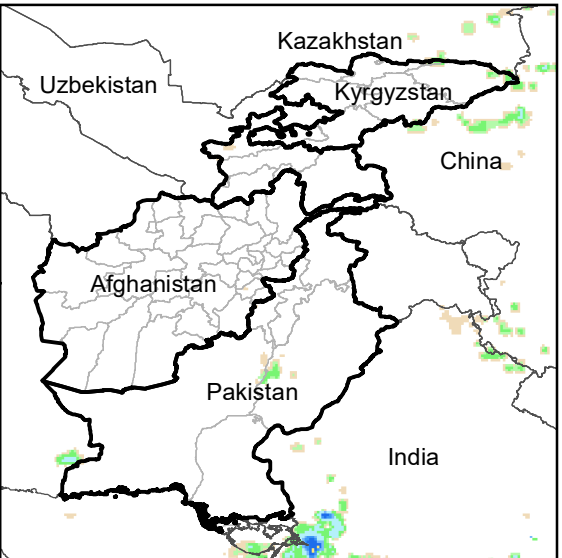 Kazakhstan
Uzbekistan
Kyrgyzstan
China
Afghanistan
Pakistan
India